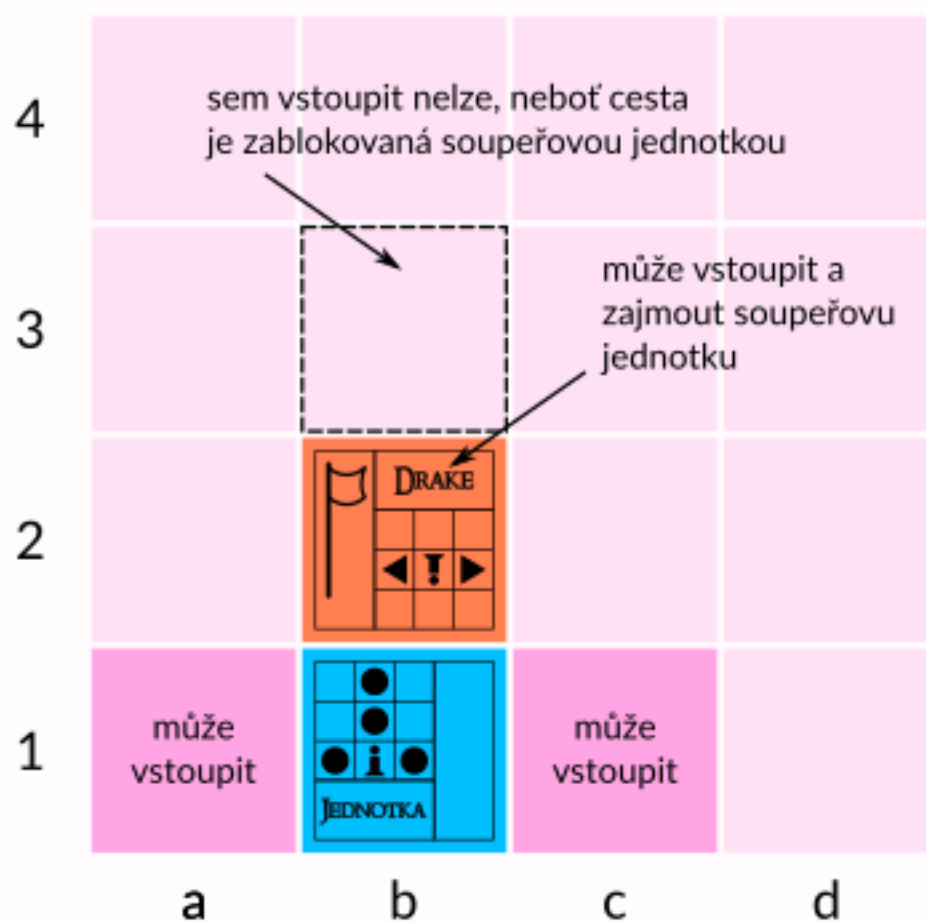 4
sem vstoupit nelze, neboť cesta
je zablokovaná soupeřovou jednotkou
3
může vstoupit a
zajmout soupeřovu
jednotku
2
DRAKE
!
1
může
vstoupit
i
JEDNOTKA
může
vstoupit
a b c d